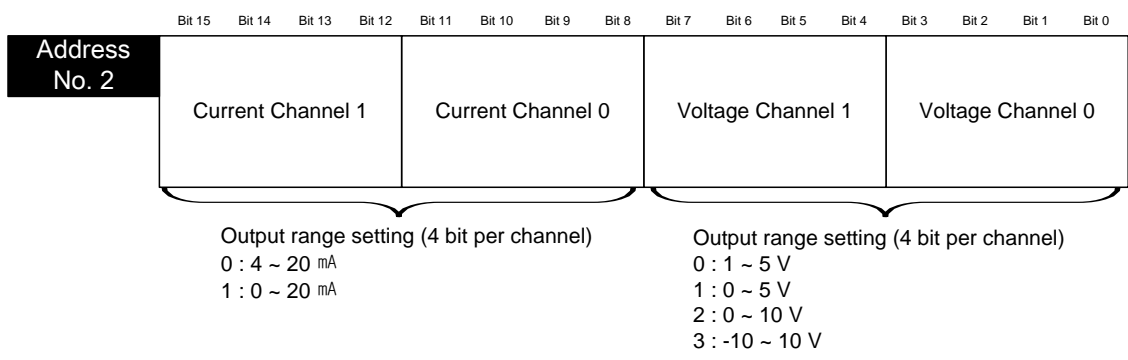 Bit 15 Bit 14 Bit 13 Bit 12 Bit 11 Bit 10 Bit 9 Bit 8 Bit 7 Bit 6 Bit 5 Bit 4 Bit 3 Bit 2 Bit 1 Bit 0
Address
No. 2
Current Channel 1 Current Channel 0 Voltage Channel 1 Voltage Channel 0
Output range setting (4 bit per channel)
0 : 4 ~ 20 ㎃
1 : 0 ~ 20 ㎃
Output range setting (4 bit per channel)
0 : 1 ~ 5 V
1 : 0 ~ 5 V
2 : 0 ~ 10 V
3 : -10 ~ 10 V